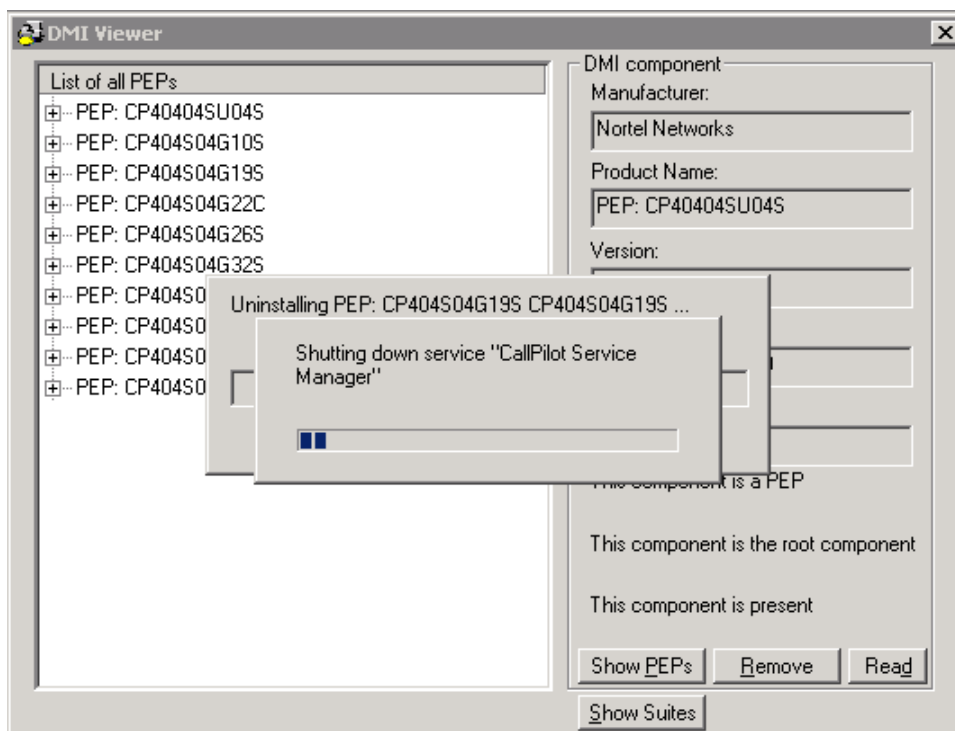 DMI Viewer
List of all PEPs
PEP: CP40404SU04S
PEP: CP404S04G10S
PEP: CP404S04G19S
PEP: CP404S04G22C
PEP: CP404S04G26S
PEP: CP404S04G32S
PEP: CP404S0
PEP: CP404S0
PEP: CP404S0
PEP: CP404S0
Uninstalling PEP: CP404S04G19S CP404S04G19S ...
Shutting down service "CallPilot Service
Manager"
DMI component
Manufacturer:
Nortel Networks
Product Name:
PEP: CP40404SU04S
Version:
This component is a PEP
This component is the root component
This component is present
Show PEPs
Remove
Read
Show Suites